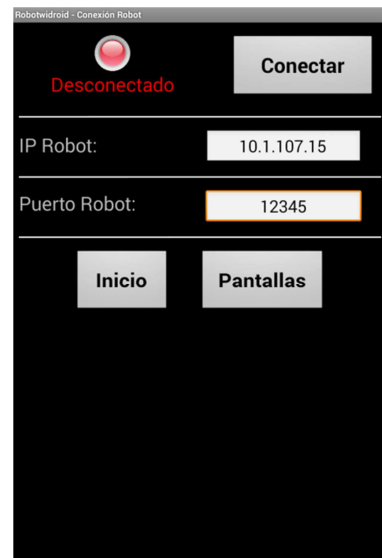 Robotwidroid - Conexión Robot
Desconectado
Conectar
IP Robot:
10.1.107.15
Puerto Robot:
12345
Inicio
Pantallas